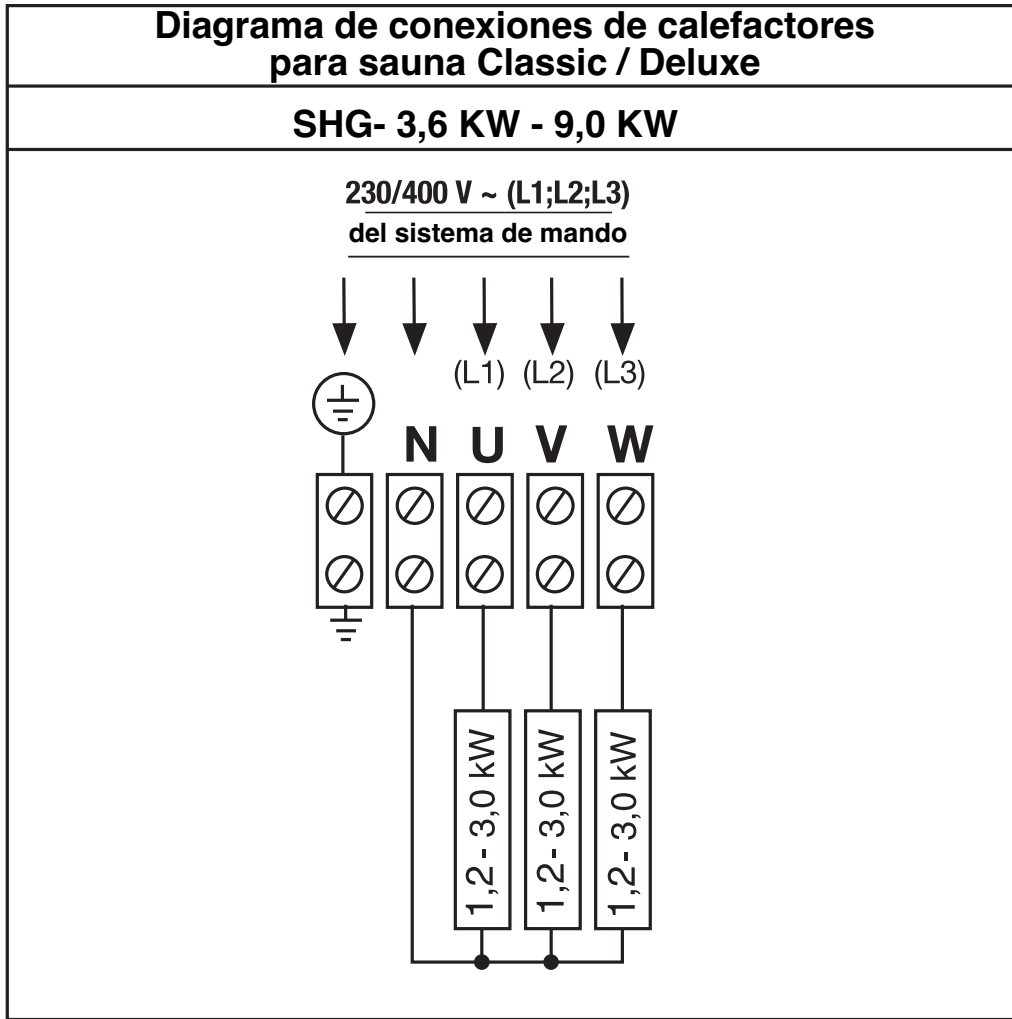 Diagrama de conexiones de calefactores
para sauna Classic / Deluxe
SHG- 3,6 KW - 9,0 KW
230/400 V ~ (L1;L2;L3)
del sistema de mando
(L1) (L2) (L3)
N U V W
1,2 - 3,0 kW
1,2 - 3,0 kW
1,2 - 3,0 kW